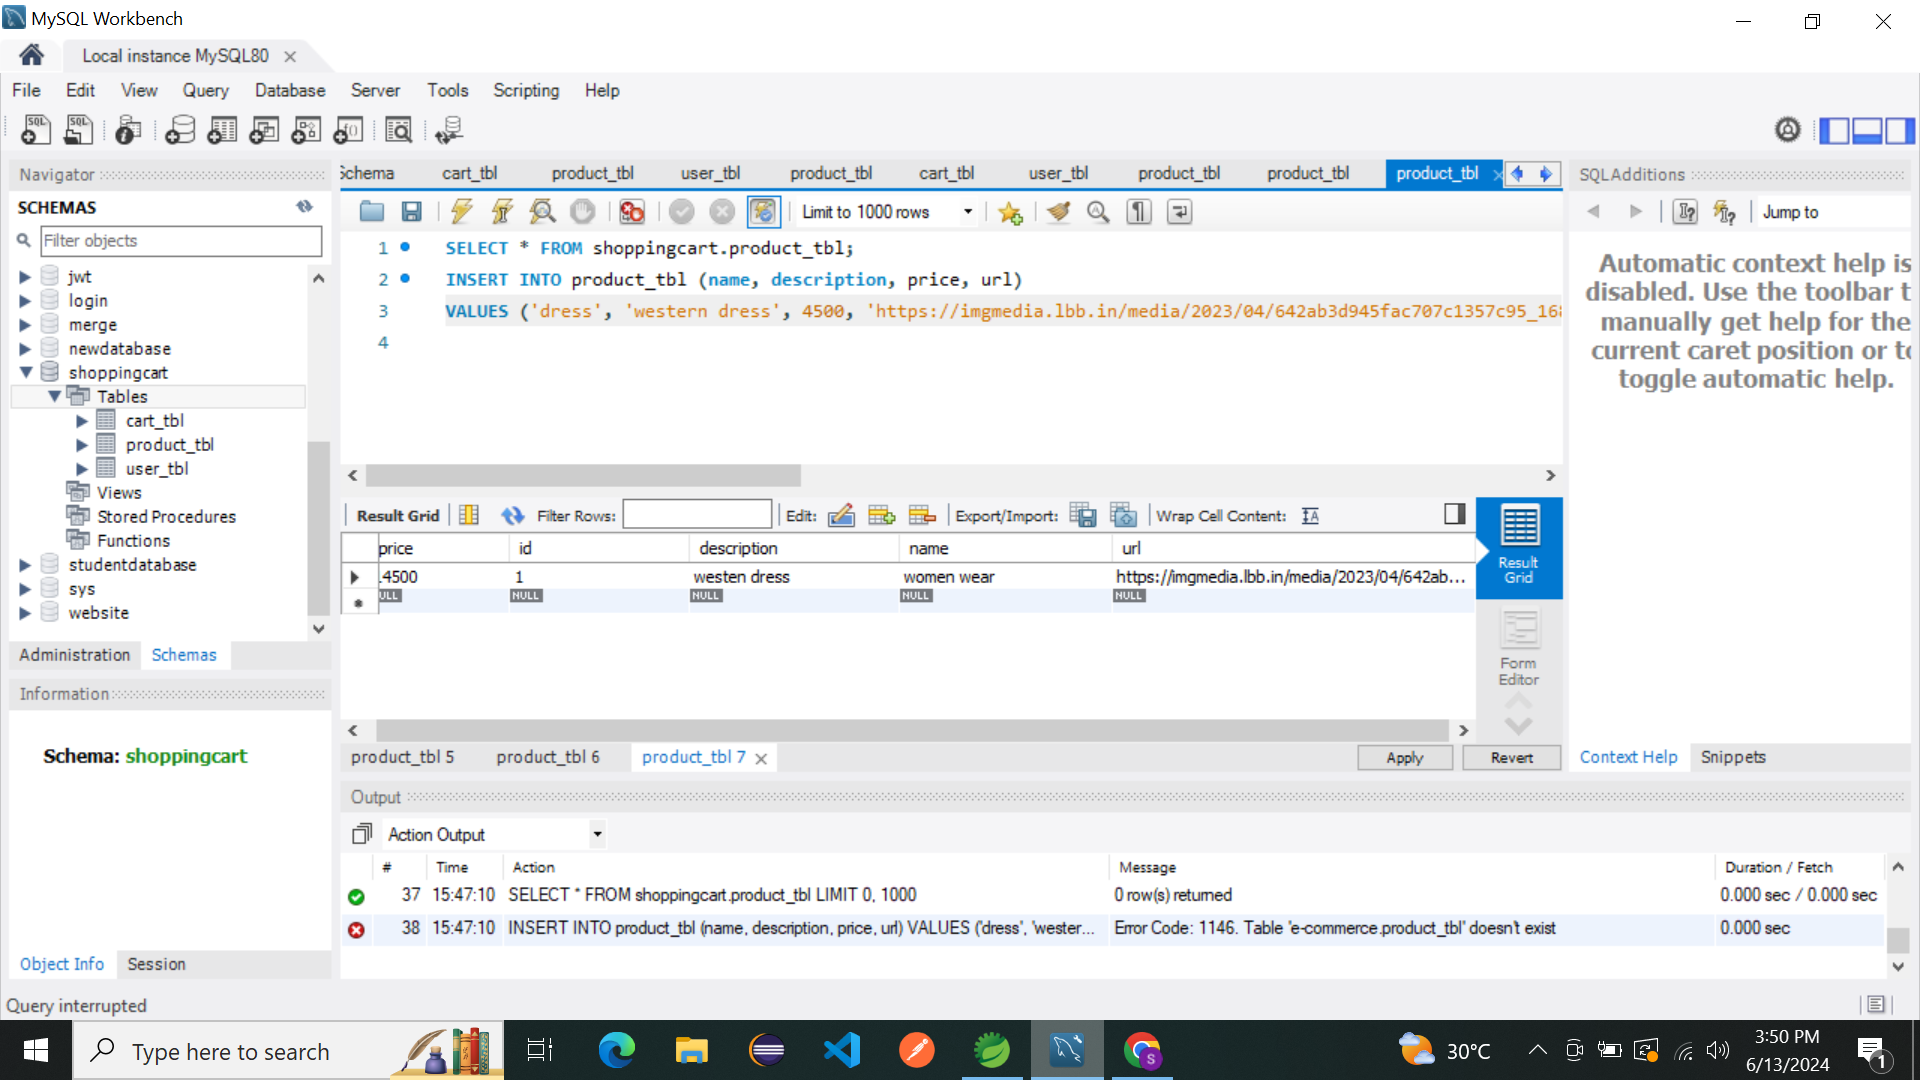 MySQL Workbench
Local instance MySQL80
File Edit View Query Database Server Tools Scripting Help
Navigator
SCHEMAS
Filter objects
jwt
login
merge
newdatabase
shoppingcart
Tables
cart_tbl
product_tbl
user_tbl
Views
Stored Procedures
Functions
studentdatabase
sys
website
Administration Schemas
Information
Schema: shoppingcart
Object Info Session
Query interrupted
Schema cart_tbl product_tbl user_tbl product_tbl cart_tbl user_tbl product_tbl product_tbl product_tbl
Limit to 1000 rows
1 SELECT * FROM shoppingcart.product_tbl;
2 INSERT INTO product_tbl (name, description, price, url)
3 VALUES ('dress', 'western dress', 4500, 'https://imgmedia.lbb.in/media/2023/04/642ab3d945fac707c1357c95_168
4
Result Grid Filter Rows: Edit: Export/Import: Wrap Cell Content:
price id description name url
.4500 1 westen dress women wear https://imgmedia.lbb.in/media/2023/04/642ab...
ULL NULL NULL NULL NULL
Result
Grid
Form
Editor
product_tbl 5 product_tbl 6 product_tbl 7
Apply Revert
SQLAdditions
Jump to
Automatic context help is
disabled. Use the toolbar t
manually get help for the
current caret position or to
toggle automatic help.
Context Help Snippets
Output
Action Output
# Time Action Message Duration / Fetch
37 15:47:10 SELECT * FROM shoppingcart.product_tbl LIMIT 0, 1000 0 row(s) returned 0.000 sec / 0.000 sec
38 15:47:10 INSERT INTO product_tbl (name, description, price, url) VALUES ('dress', 'wester... Error Code: 1146. Table 'e-commerce.product_tbl' doesn't exist 0.000 sec
Type here to search
S
30°C
3:50 PM
6/13/2024
1